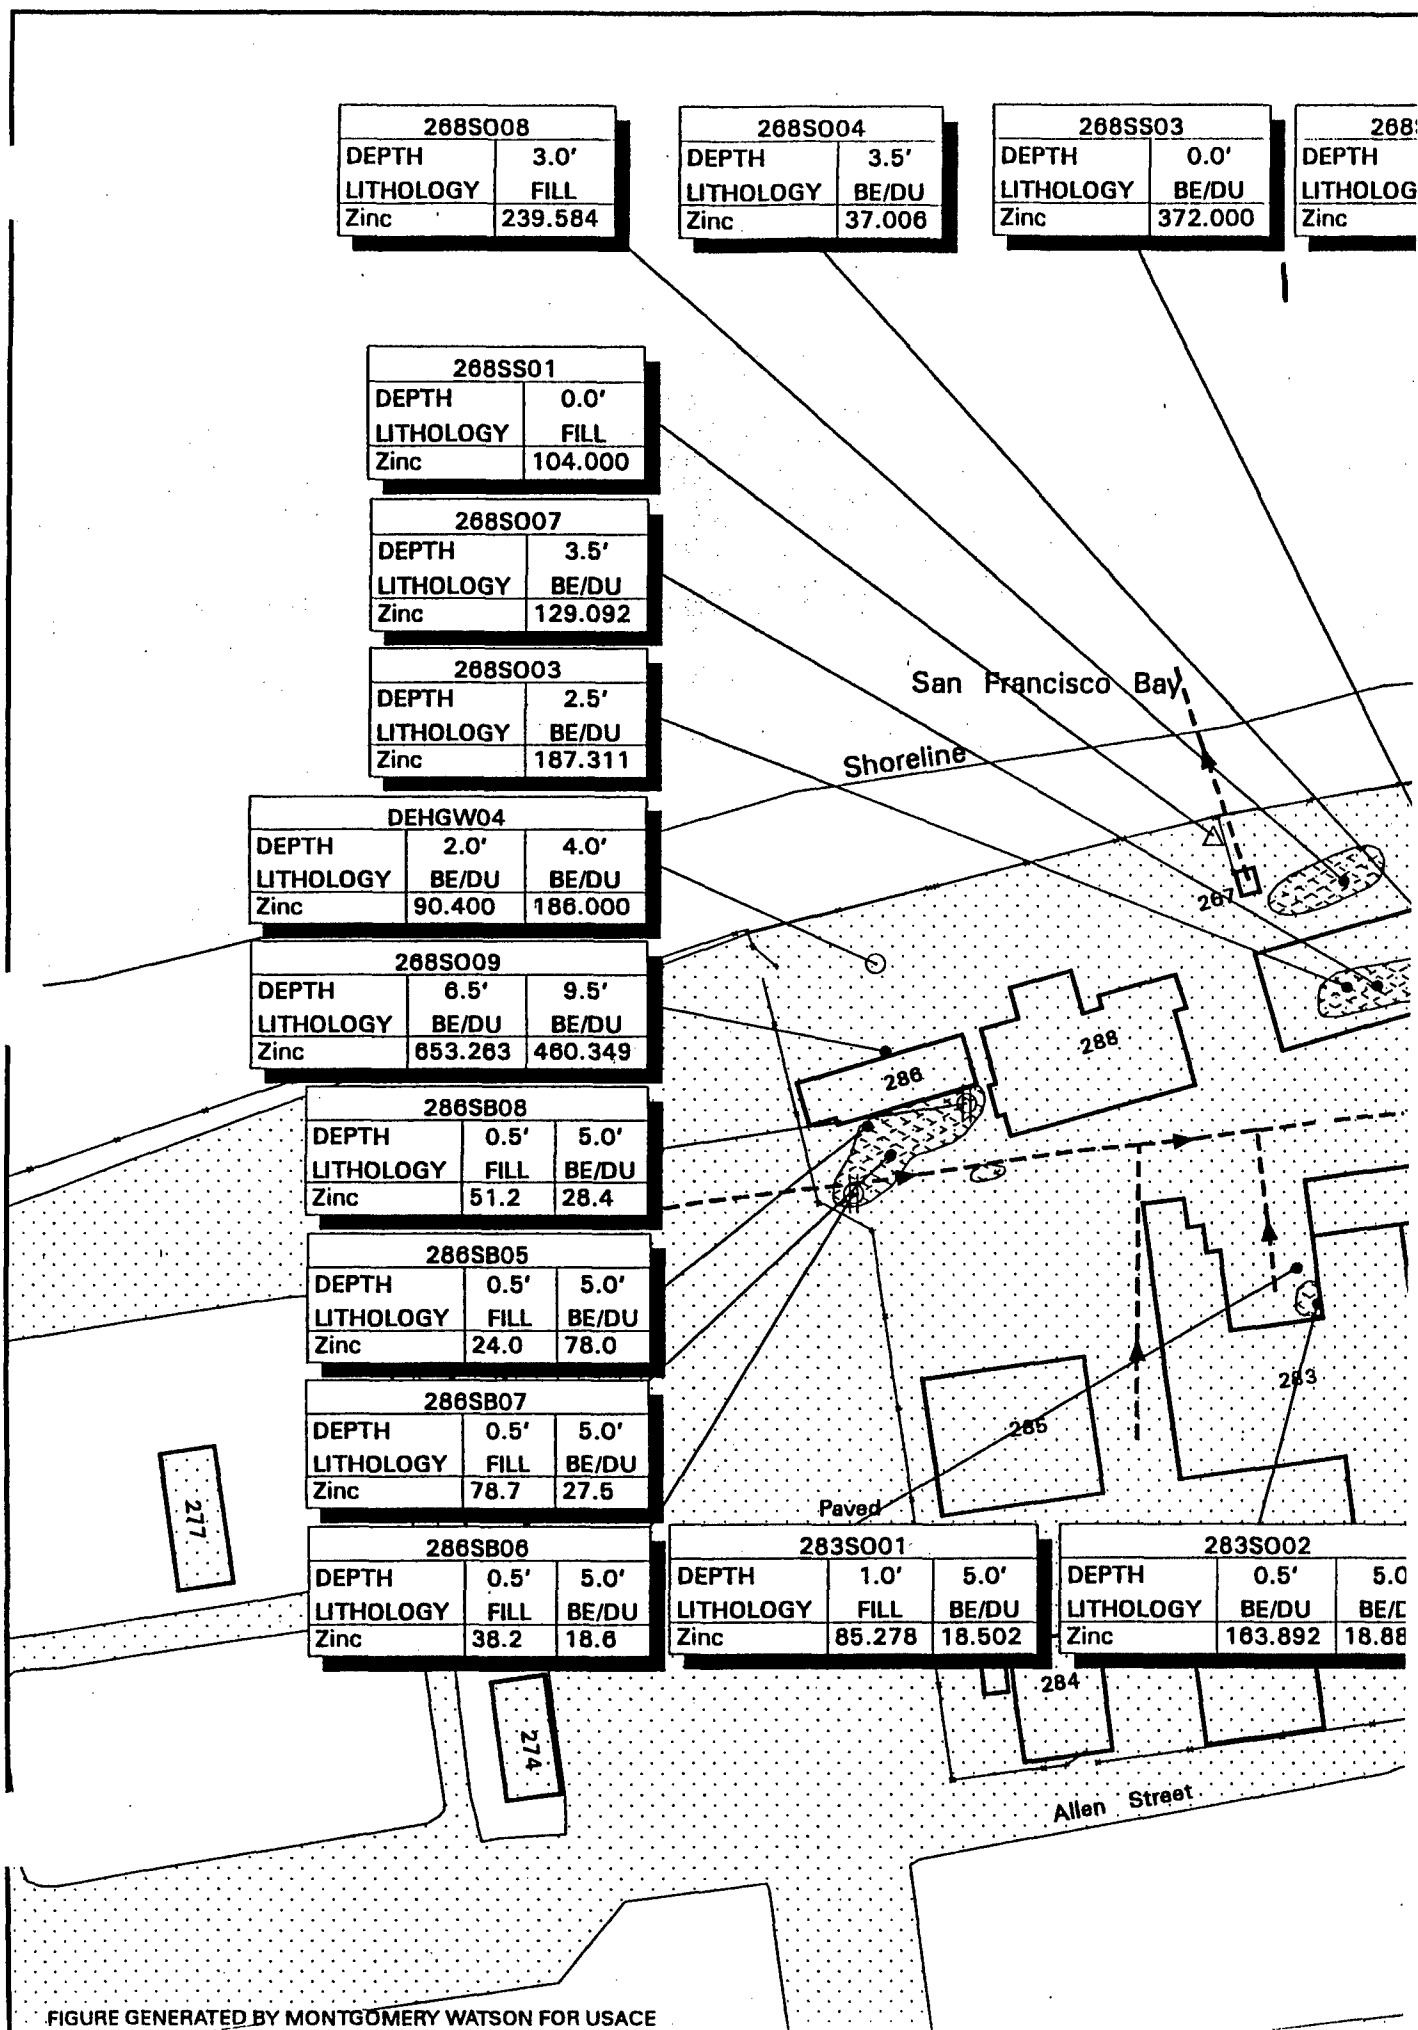 268SO08
DEPTH 3.0'
LITHOLOGY FILL
Zinc 239.584
268SO04
DEPTH 3.5'
LITHOLOGY BE/DU
Zinc 37.006
268SS03
DEPTH 0.0'
LITHOLOGY BE/DU
Zinc 372.000
268S
DEPTH
LITHOLOG
Zinc
268SS01
DEPTH 0.0'
LITHOLOGY FILL
Zinc 104.000
268SO07
DEPTH 3.5'
LITHOLOGY BE/DU
Zinc 129.092
268SO03
DEPTH 2.5'
LITHOLOGY BE/DU
Zinc 187.311
San Francisco Bay
Shoreline
DEHGW04
DEPTH 2.0' 4.0'
LITHOLOGY BE/DU BE/DU
Zinc 90.400 186.000
267
268SO09
DEPTH 6.5' 9.5'
LITHOLOGY BE/DU BE/DU
Zinc 653.263 460.349
288
286
286SB08
DEPTH 0.5' 5.0'
LITHOLOGY FILL BE/DU
Zinc 51.2 28.4
286SB05
DEPTH 0.5' 5.0'
LITHOLOGY FILL BE/DU
Zinc 24.0 78.0
283
286SB07
DEPTH 0.5' 5.0'
LITHOLOGY FILL BE/DU
Zinc 78.7 27.5
285
277
Paved
286SB06
DEPTH 0.5' 5.0'
LITHOLOGY FILL BE/DU
Zinc 38.2 18.6
283SO01
DEPTH 1.0' 5.0'
LITHOLOGY FILL BE/DU
Zinc 85.278 18.502
283SO02
DEPTH 0.5' 5.0
LITHOLOGY BE/DU BE/D
Zinc 163.892 18.88
284
274
Allen Street
FIGURE GENERATED BY MONTGOMERY WATSON FOR USACE